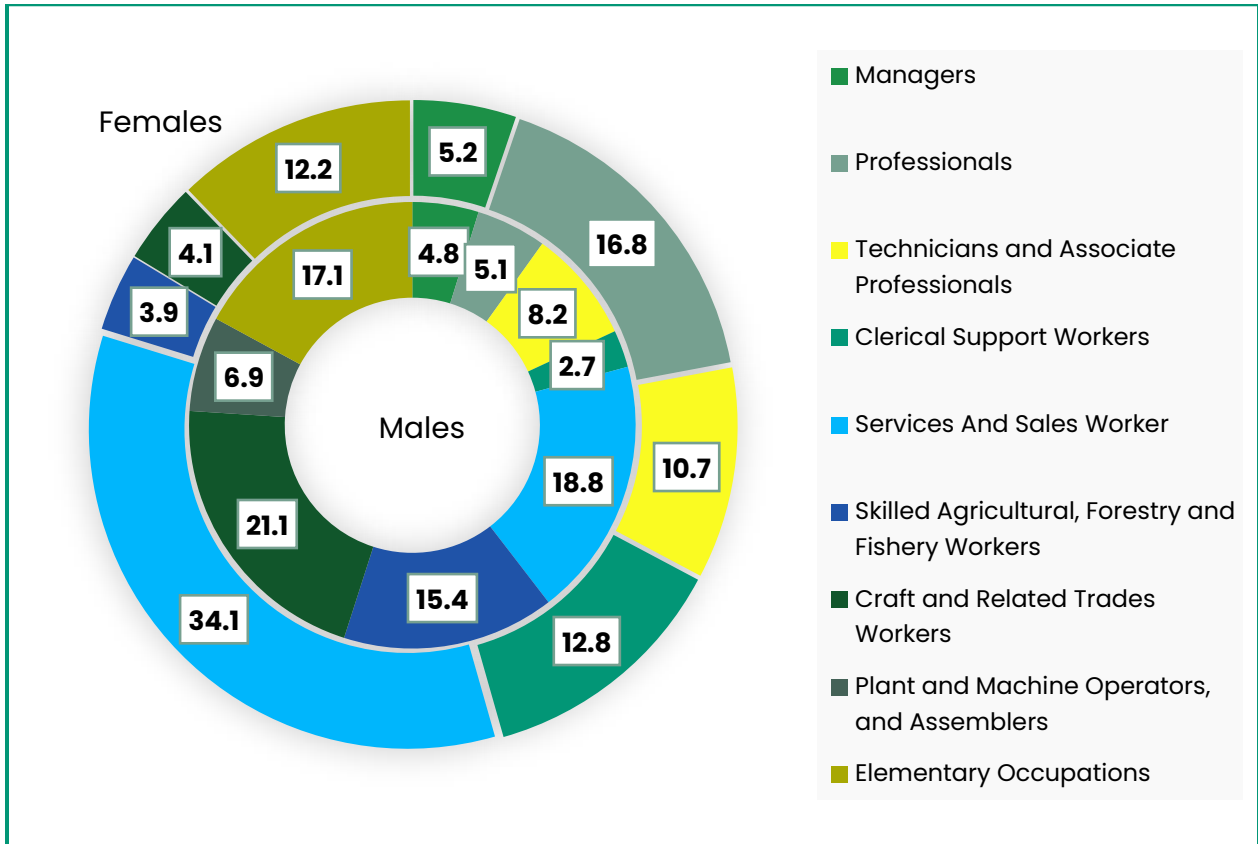 Females
5.2
12.2
16.8
4.1
4.8
5.1
17.1
3.9
8.2
2.7
6.9
Males
10.7
18.8
21.1
15.4
34.1
12.8
Managers
Professionals
Technicians and Associate
Professionals
Clerical Support Workers
Services And Sales Worker
Skilled Agricultural, Forestry and
Fishery Workers
Craft and Related Trades
Workers
Plant and Machine Operators,
and Assemblers
Elementary Occupations